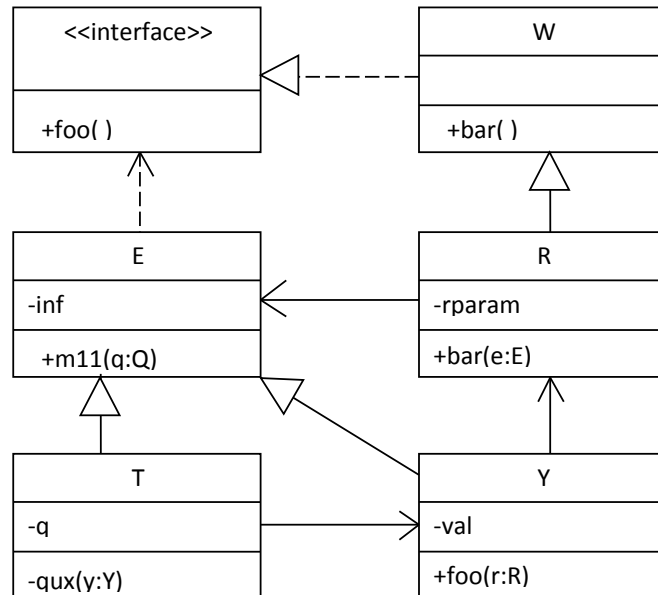 <<interface>>
+foo( )
W
+bar( )
E
-inf
+m11(q:Q)
R
-rparam
+bar(e:E)
T
-q
-qux(y:Y)
Y
-val
+foo(r:R)